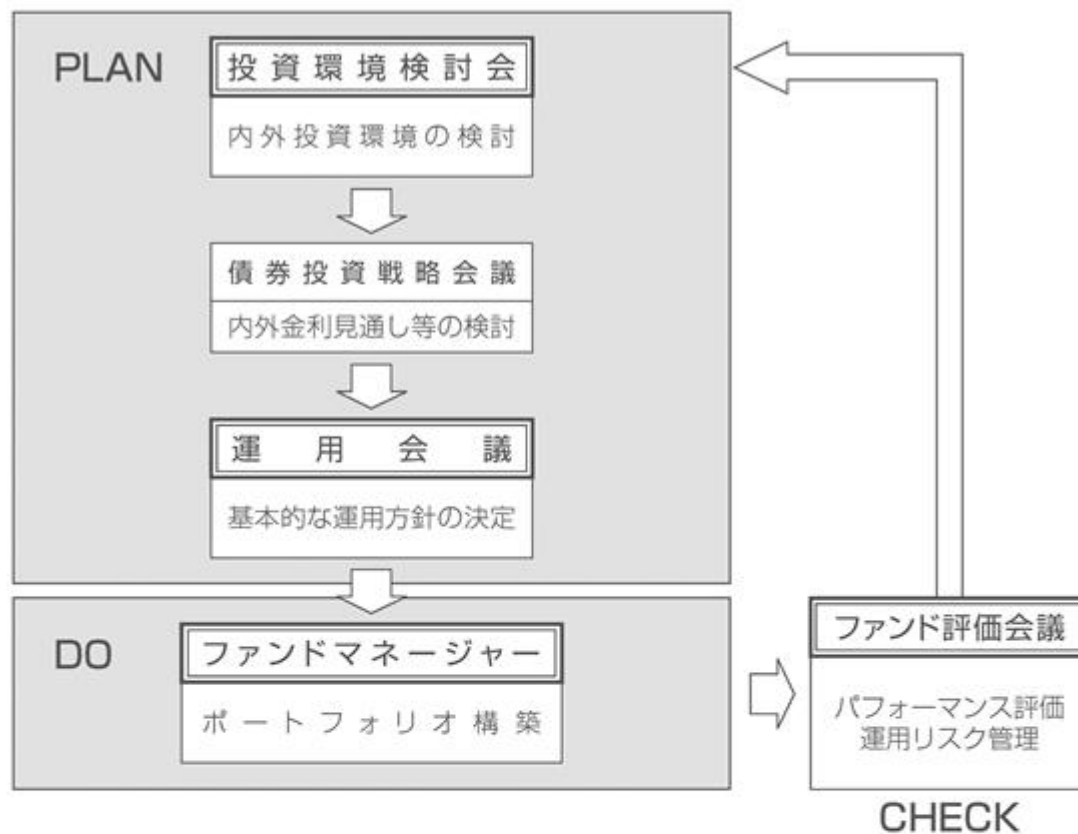 PLAN
投資環境検討会
内外投資環境の検討
債券投資戦略会議
内外金利見通し等の検討
運用会議
基本的な運用方針の決定
DO
ファンドマネージャー
ポートフォリオ構築
ファンド評価会議
パフォーマンス評価
運用リスク管理
CHECK